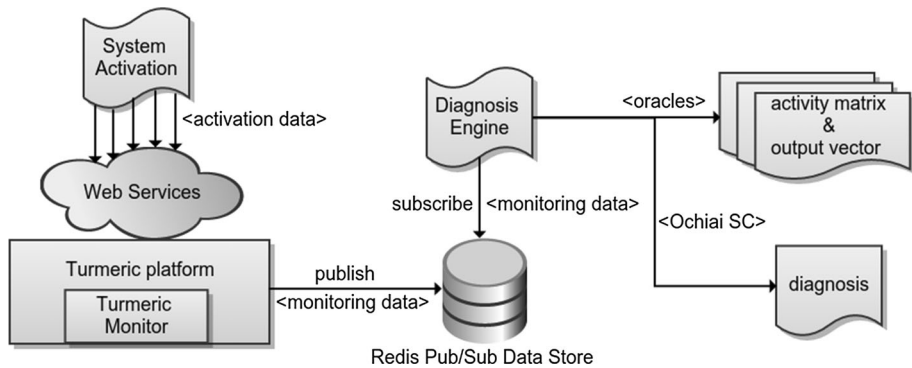 System
Activation
<activation data>
Web Services
Turmeric platform
Turmeric
Monitor
publish
<monitoring data>
Diagnosis
Engine
subscribe
<monitoring data>
Redis Pub/Sub Data Store
<oracles>
activity matrix
&
output vector
<Ochiai SC>
diagnosis